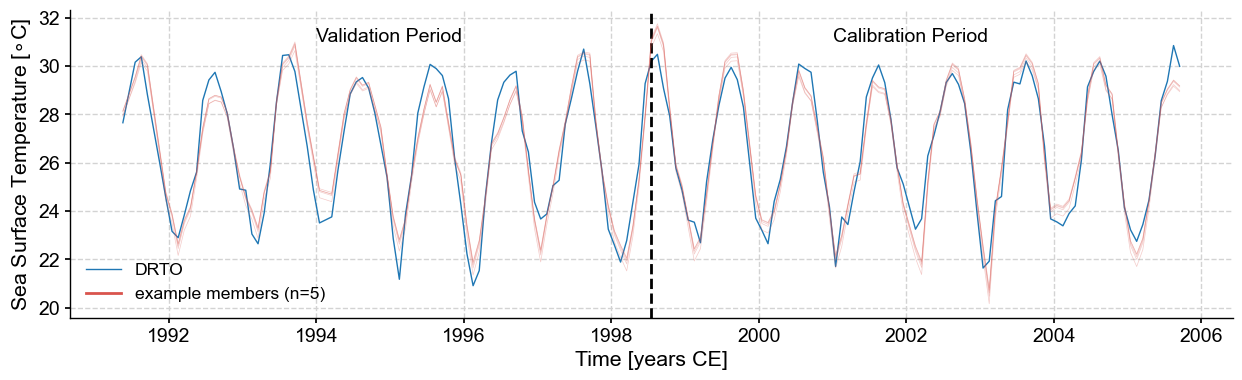 Validation Period
Calibration Period
Sea Surface Temperature [∘C]
32
30
28
26
24
22
20
DRTO
example members (n=5)
1992
1994
1996
1998
2000
2002
2004
2006
Time [years CE]